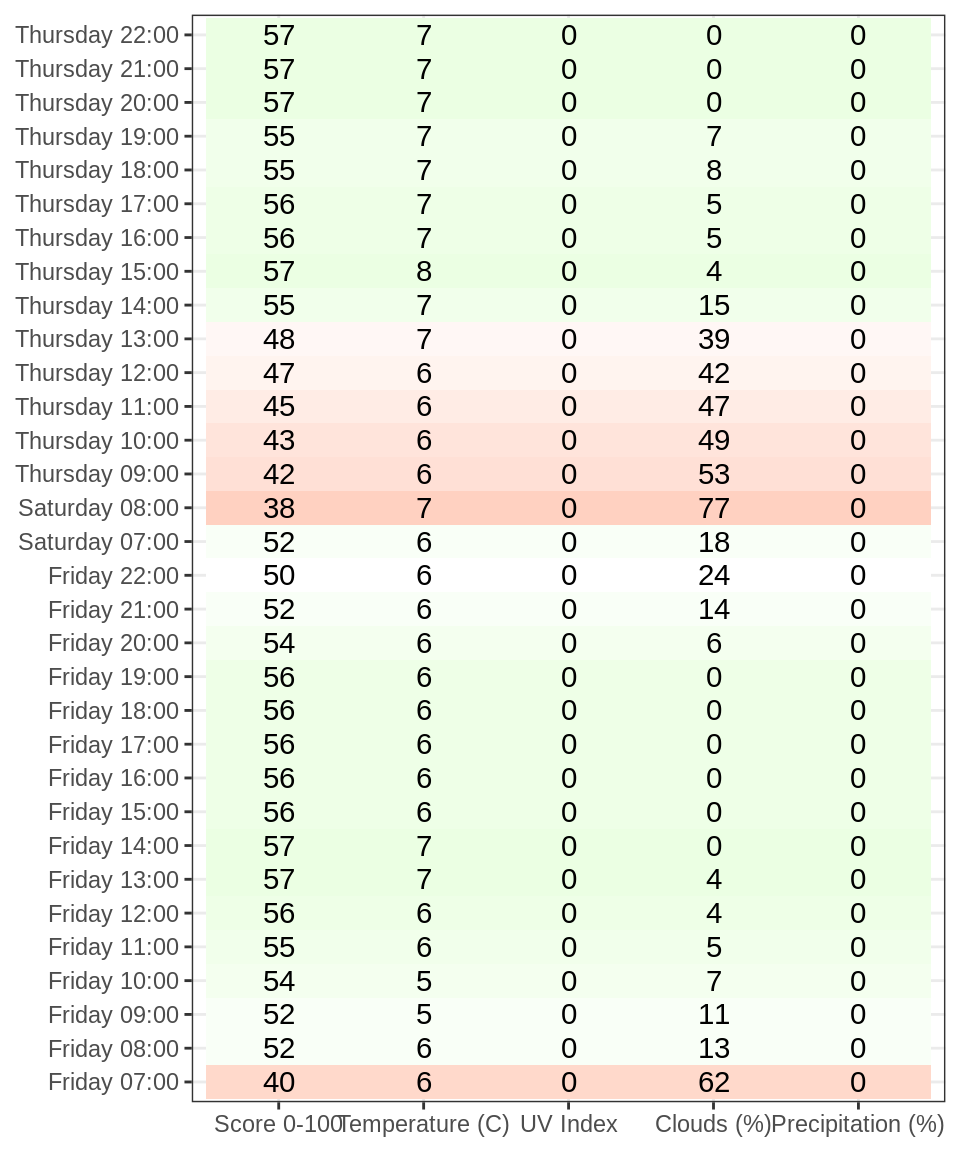 Thursday 22:00 57 7 0 0 0
Thursday 21:00 57 7 0 0 0
Thursday 20:00 57 7 0 0 0
Thursday 19:00 55 7 0 7 0
Thursday 18:00 55 7 0 8 0
Thursday 17:00 56 7 0 5 0
Thursday 16:00 56 7 0 5 0
Thursday 15:00 57 8 0 4 0
Thursday 14:00 55 7 0 15 0
Thursday 13:00 48 7 0 39 0
Thursday 12:00 47 6 0 42 0
Thursday 11:00 45 6 0 47 0
Thursday 10:00 43 6 0 49 0
Thursday 09:00 42 6 0 53 0
Saturday 08:00 38 7 0 77 0
Saturday 07:00 52 6 0 18 0
Friday 22:00 50 6 0 24 0
Friday 21:00 52 6 0 14 0
Friday 20:00 54 6 0 6 0
Friday 19:00 56 6 0 0 0
Friday 18:00 56 6 0 0 0
Friday 17:00 56 6 0 0 0
Friday 16:00 56 6 0 0 0
Friday 15:00 56 6 0 0 0
Friday 14:00 57 7 0 0 0
Friday 13:00 57 7 0 4 0
Friday 12:00 56 6 0 4 0
Friday 11:00 55 6 0 5 0
Friday 10:00 54 5 0 7 0
Friday 09:00 52 5 0 11 0
Friday 08:00 52 6 0 13 0
Friday 07:00 40 6 0 62 0
Score 0-100 Temperature (C) UV Index Clouds (%) Precipitation (%)